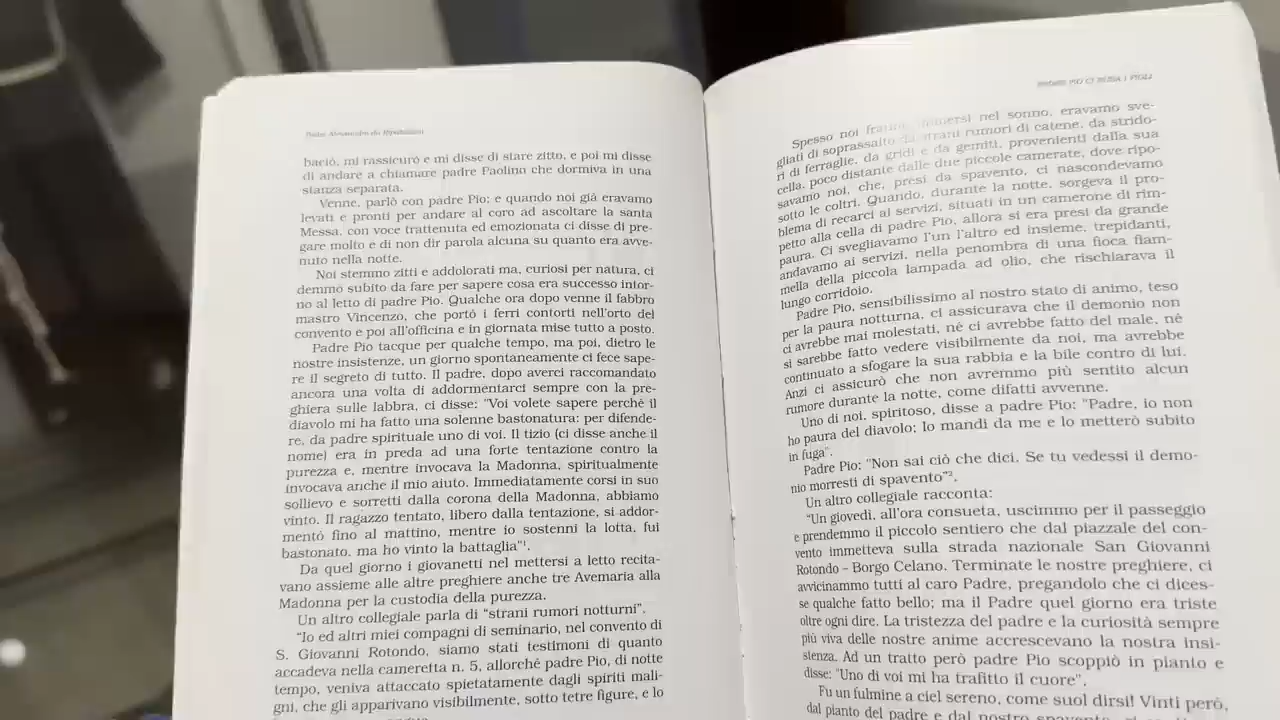 Padre Alessandro da Ripabottoni
baciò, mi rassicurò e mi disse di stare zitto, e poi mi disse
di andare a chiamare padre Paolino che dormiva in una
stanza separata.
Venne, parlò con padre Pio; e quando noi già eravamo
levati e pronti per andare al coro ad ascoltare la santa
Messa, con voce trattenuta ed emozionata ci disse di pre-
gare molto e di non dir parola alcuna su quanto era avve-
nuto nella notte.
Noi stemmo zitti e addolorati ma, curiosi per natura, ci
demmo subito da fare per sapere cosa era successo intor-
no al letto di padre Pio. Qualche ora dopo venne il fabbro
mastro Vincenzo, che portò i ferri contorti nell'orto del
convento e poi all'officina e in giornata mise tutto a posto.
Padre Pio tacque per qualche tempo, ma poi, dietro le
nostre insistenze, un giorno spontaneamente ci fece sape-
re il segreto di tutto. Il padre, dopo averci raccomandato
ancora una volta di addormentarci sempre con la pre-
ghiera sulle labbra, ci disse: "Voi volete sapere perché il
diavolo mi ha fatto una solenne bastonatura: per difende-
re, da padre spirituale uno di voi. Il tizio (ci disse anche il
nome) era in preda ad una forte tentazione contro la
purezza e, mentre invocava la Madonna, spiritualmente
invocava anche il mio aiuto. Immediatamente corsi in suo
sollievo e sorretti dalla corona della Madonna, abbiamo
vinto. Il ragazzo tentato, libero dalla tentazione, si addor-
mentò fino al mattino, mentre io sostenni la lotta, fui
bastonato, ma ho vinto la battaglia"¹.
Da quel giorno i giovanetti nel mettersi a letto recita-
vano assieme alle altre preghiere anche tre Avemaria alla
Madonna per la custodia della purezza.
Un altro collegiale parla di "strani rumori notturni".
"Io ed altri miei compagni di seminario, nel convento di
S. Giovanni Rotondo, siamo stati testimoni di quanto
accadeva nella cameretta n. 5, allorché padre Pio, di notte
tempo, veniva attaccato spietatamente dagli spiriti mali-
gni, che gli apparivano visibilmente, sotto tetre figure, e lo
PADRE PIO CI
Spesso noi fratini, immersi nel sonno, eravamo sve-
gliati di soprassalto da strani rumori di catene, da strido-
ri di ferraglie, da gridi e da gemiti, provenienti dalla sua
cella, poco distante dalle due piccole camerate, dove ripo-
savamo noi, che, presi da spavento, ci nascondevamo
sotto le coltri. Quando, durante la notte, sorgeva il pro-
blema di recarci ai servizi, situati in un camerone di rim-
petto alla cella di padre Pio, allora si era presi da grande
paura. Ci svegliavamo l'un l'altro ed insieme, trepidanti,
andavamo ai servizi, nella penombra di una fioca fiam-
mella della piccola lampada ad olio, che rischiarava il
lungo corridoio.
Padre Pio, sensibilissimo al nostro stato di animo, teso
per la paura notturna, ci assicurava che il demonio non
ci avrebbe mai molestati, nè ci avrebbe fatto del male, nè
si sarebbe fatto vedere visibilmente da noi, ma avrebbe
continuato a sfogare la sua rabbia e la bile contro di lui.
Anzi ci assicurò che non avremmo più sentito alcun
rumore durante la notte, come difatti avvenne.
Uno di noi, spiritoso, disse a padre Pio: "Padre, io non
ho paura del diavolo; lo mandi da me e lo metterò subito
in fuga".
Padre Pio: "Non sai ciò che dici. Se tu vedessi il demo-
nio morresti di spavento"².
Un altro collegiale racconta:
"Un giovedì, all'ora consueta, uscimmo per il passeggio
e prendemmo il piccolo sentiero che dal piazzale del con-
vento immetteva sulla strada nazionale San Giovanni
Rotondo – Borgo Celano. Terminate le nostre preghiere, ci
avvicinammo tutti al caro Padre, pregandolo che ci dices-
se qualche fatto bello; ma il Padre quel giorno era triste
oltre ogni dire. La tristezza del padre e la curiosità sempre
più viva delle nostre anime accrescevano la nostra insi-
stenza. Ad un tratto però padre Pio scoppiò in pianto e
disse: "Uno di voi mi ha trafitto il cuore".
Fu un fulmine a ciel sereno, come suol dirsi! Vinti però,
dal pianto del padre e dal nostro